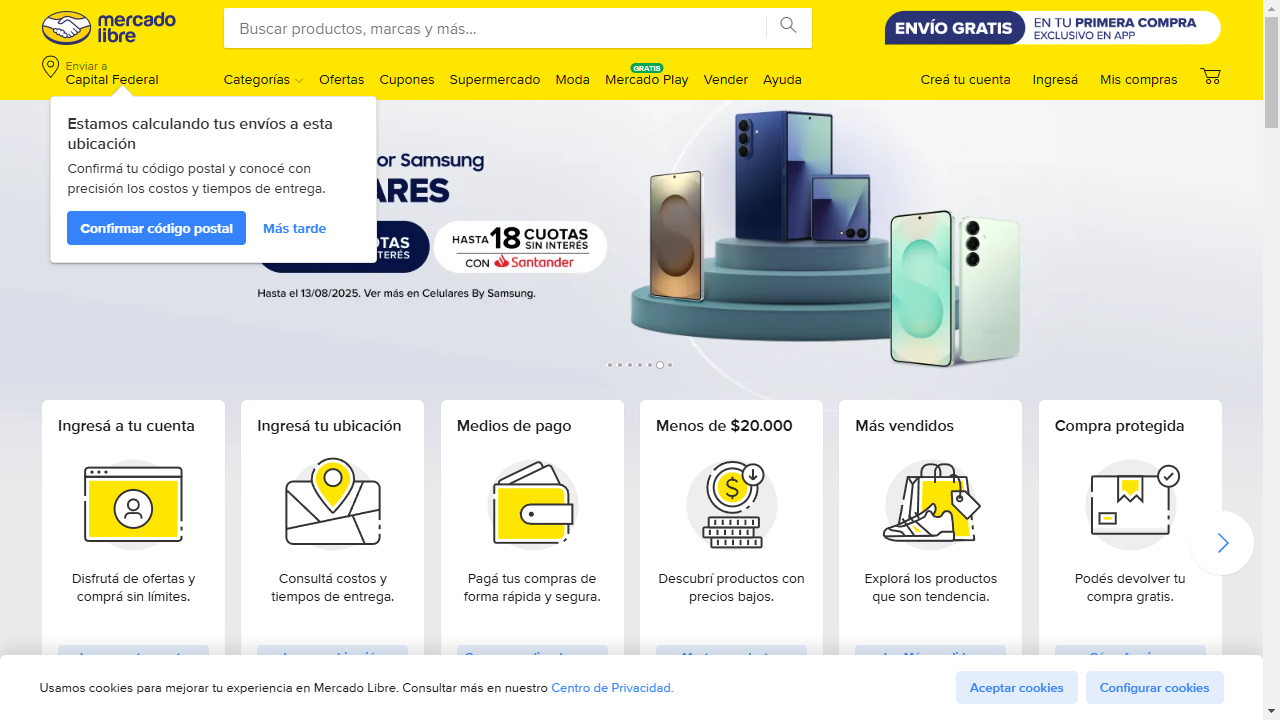 mercado
libre
Buscar productos, marcas y más...
ENVÍO GRATIS
EN TU PRIMERA COMPRA
EXCLUSIVO EN APP
Enviar a
Capital Federal
Categorías
Ofertas
Cupones
Supermercado
Moda
GRATIS
Mercado Play
Vender
Ayuda
Creá tu cuenta
Ingresá
Mis compras
Estamos calculando tus envíos a esta
ubicación
Confirmá tu código postal y conocé con
precisión los costos y tiempos de entrega.
Confirmar código postal
Más tarde
or Samsung
ARES
HASTA 18 CUOTAS
SIN INTERÉS
CON Santander
Hasta el 13/08/2025. Ver más en Celulares By Samsung.
Ingresá a tu cuenta
Disfrutá de ofertas y
comprá sin límites.
Ingresá tu ubicación
Consultá costos y
tiempos de entrega.
Medios de pago
Pagá tus compras de
forma rápida y segura.
Menos de $20.000
Descubrí productos con
precios bajos.
Más vendidos
Explorá los productos
que son tendencia.
Compra protegida
Podés devolver tu
compra gratis.
Usamos cookies para mejorar tu experiencia en Mercado Libre. Consultar más en nuestro Centro de Privacidad.
Aceptar cookies
Configurar cookies